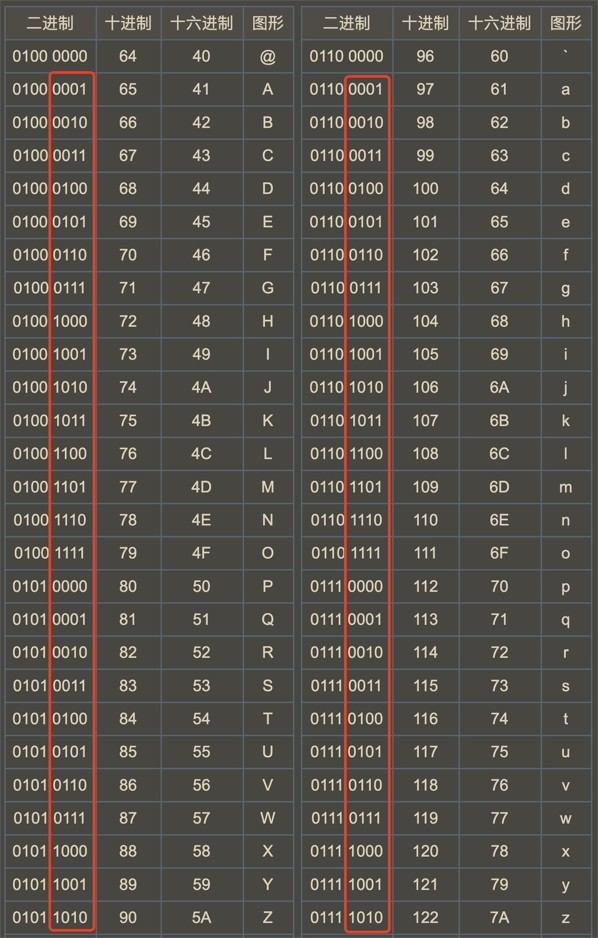 二进制 十进制 十六进制 图形 二进制 十进制 十六进制 图形
0100 0000 64 40 @ 0110 0000 96 60 `
0100 0001 65 41 A 0110 0001 97 61 a
0100 0010 66 42 B 0110 0010 98 62 b
0100 0011 67 43 C 0110 0011 99 63 c
0100 0100 68 44 D 0110 0100 100 64 d
0100 0101 69 45 E 0110 0101 101 65 e
0100 0110 70 46 F 0110 0110 102 66 f
0100 0111 71 47 G 0110 0111 103 67 g
0100 1000 72 48 H 0110 1000 104 68 h
0100 1001 73 49 I 0110 1001 105 69 i
0100 1010 74 4A J 0110 1010 106 6A j
0100 1011 75 4B K 0110 1011 107 6B k
0100 1100 76 4C L 0110 1100 108 6C l
0100 1101 77 4D M 0110 1101 109 6D m
0100 1110 78 4E N 0110 1110 110 6E n
0100 1111 79 4F O 0110 1111 111 6F o
0101 0000 80 50 P 0111 0000 112 70 p
0101 0001 81 51 Q 0111 0001 113 71 q
0101 0010 82 52 R 0111 0010 114 72 r
0101 0011 83 53 S 0111 0011 115 73 s
0101 0100 84 54 T 0111 0100 116 74 t
0101 0101 85 55 U 0111 0101 117 75 u
0101 0110 86 56 V 0111 0110 118 76 v
0101 0111 87 57 W 0111 0111 119 77 w
0101 1000 88 58 X 0111 1000 120 78 x
0101 1001 89 59 Y 0111 1001 121 79 y
0101 1010 90 5A Z 0111 1010 122 7A z